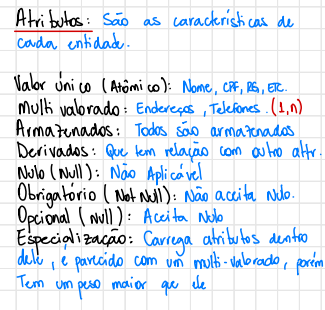 Atributos: São as características de
cada entidade.
Valor único (Atômico): Nome, CPF, RG, ETC.
Multi valorado: Endereços, Telefones. (1,n)
Armazenados: Todos são armazenados
Derivados: Que tem relação com outro attr.
Nulo (Null): Não Aplicável
Obrigatório (Not Null): Não aceita Nulo.
Opcional (Null): Aceita Nulo
Especialização: Carrega atributos dentro
dele, é parecido com um multi-valorado, porém
Tem um peso maior que ele